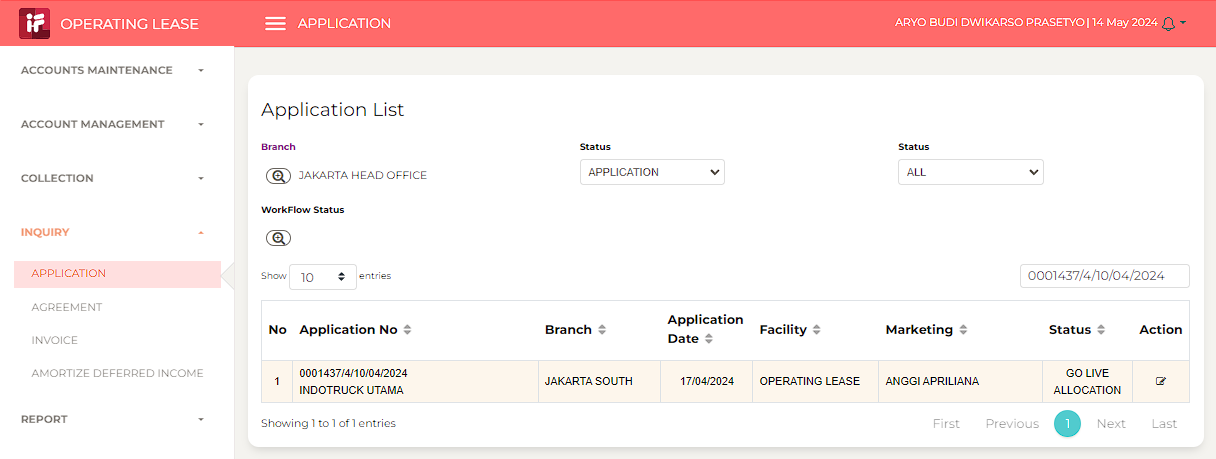 iF OPERATING LEASE
APPLICATION
ARYO BUDI DWIKARSO PRASETYO | 14 May 2024
ACCOUNTS MAINTENANCE
ACCOUNT MANAGEMENT
COLLECTION
INQUIRY
APPLICATION
AGREEMENT
INVOICE
AMORTIZE DEFERRED INCOME
REPORT
Application List
Branch
JAKARTA HEAD OFFICE
Status
APPLICATION
Status
ALL
WorkFlow Status
Show 10 entries
0001437/4/10/04/2024
No Application No Branch Application Date Facility Marketing Status Action
1 0001437/4/10/04/2024 INDOTRUCK UTAMA JAKARTA SOUTH 17/04/2024 OPERATING LEASE ANGGI APRILIANA GO LIVE ALLOCATION
Showing 1 to 1 of 1 entries
First Previous 1 Next Last